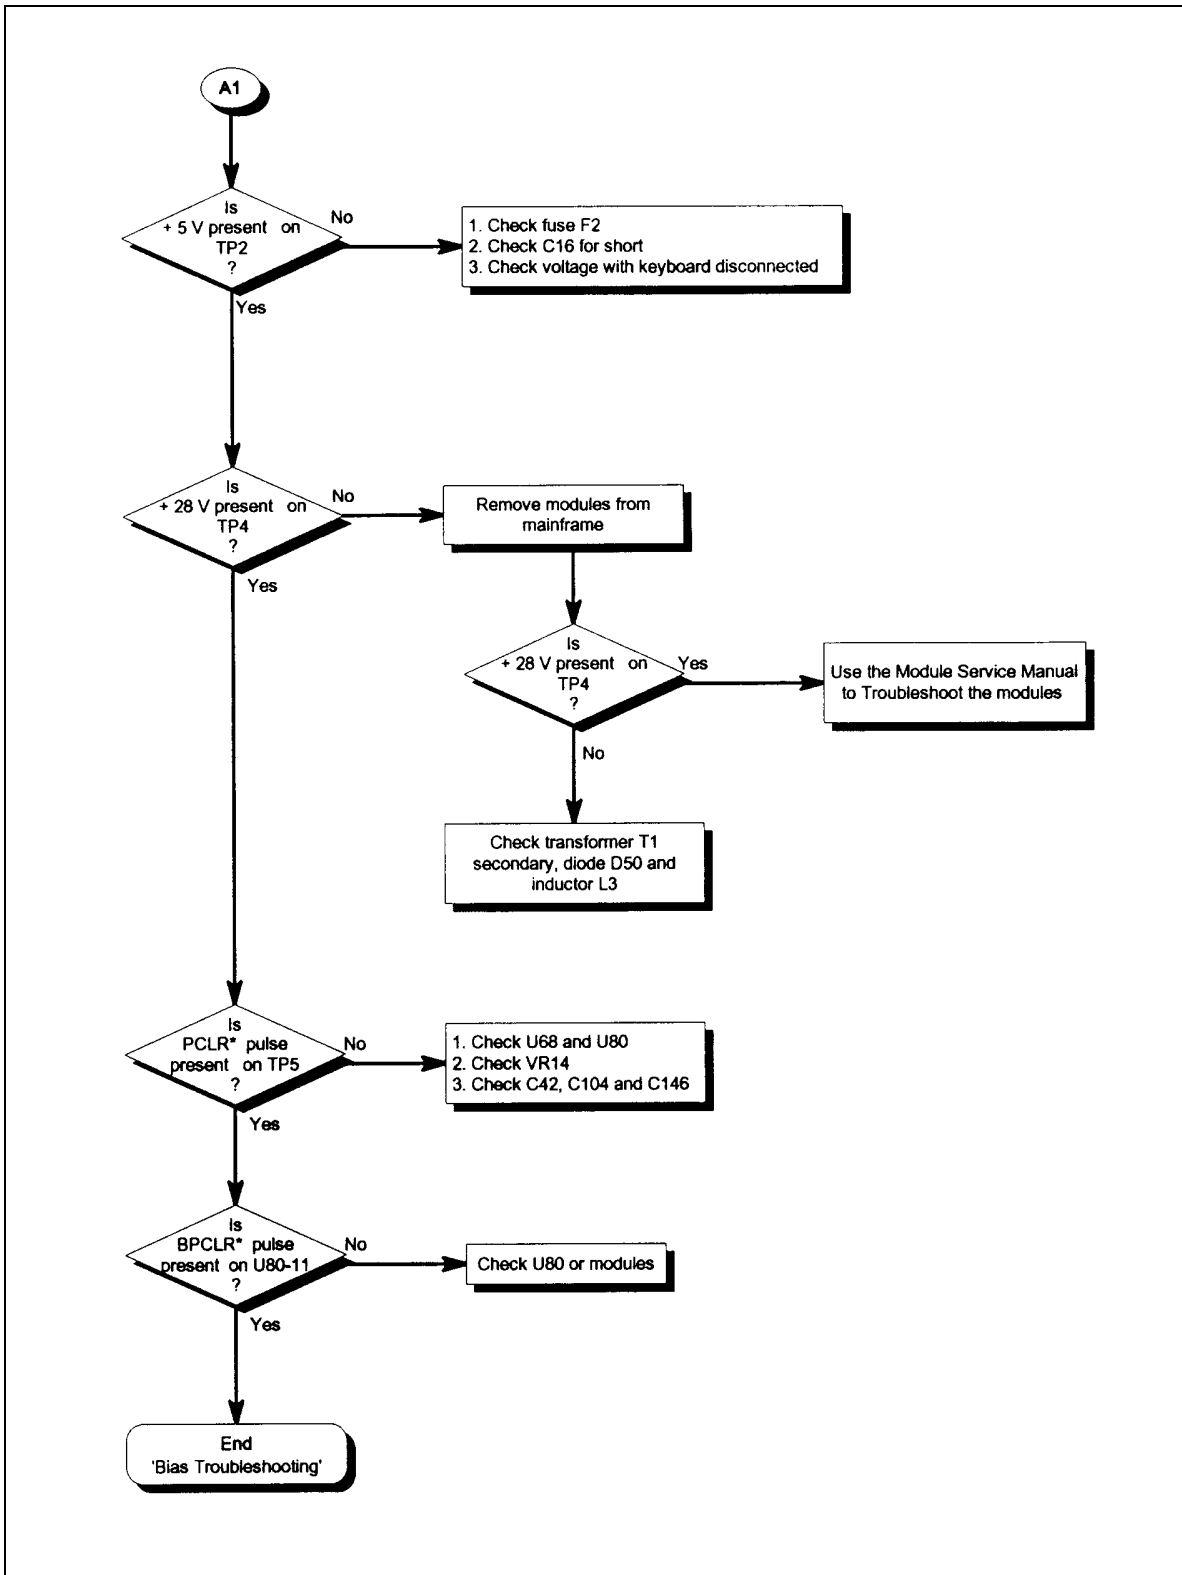 A1
Is
+ 5 V present on
TP2
?
No
Yes
1. Check fuse F2
2. Check C16 for short
3. Check voltage with keyboard disconnected
Is
+ 28 V present on
TP4
?
No
Yes
Remove modules from
mainframe
Is
+ 28 V present on
TP4
?
Yes
No
Use the Module Service Manual
to Troubleshoot the modules
Check transformer T1
secondary, diode D50 and
inductor L3
Is
PCLR* pulse
present on TP5
?
No
Yes
1. Check U68 and U80
2. Check VR14
3. Check C42, C104 and C146
Is
BPCLR* pulse
present on U80-11
?
No
Yes
Check U80 or modules
End
'Bias Troubleshooting'